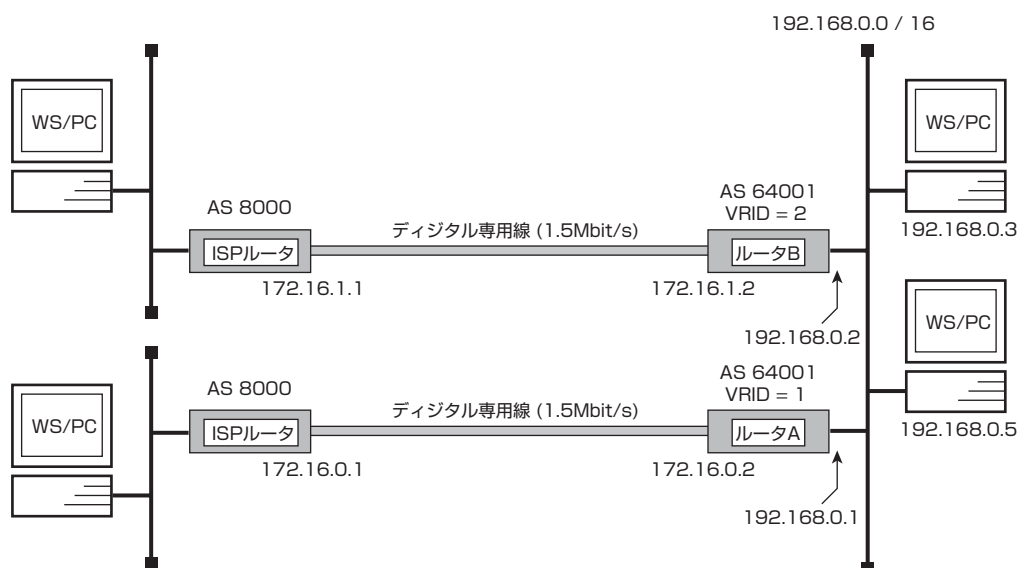 192.168.0.0 / 16
WS/PC
WS/PC
AS 8000
ISPルータ
172.16.1.1
ディジタル専用線 (1.5Mbit/s)
AS 64001
VRID = 2
ルータB
172.16.1.2
192.168.0.2
192.168.0.3
WS/PC
192.168.0.5
WS/PC
AS 8000
ISPルータ
172.16.0.1
ディジタル専用線 (1.5Mbit/s)
AS 64001
VRID = 1
ルータA
172.16.0.2
192.168.0.1